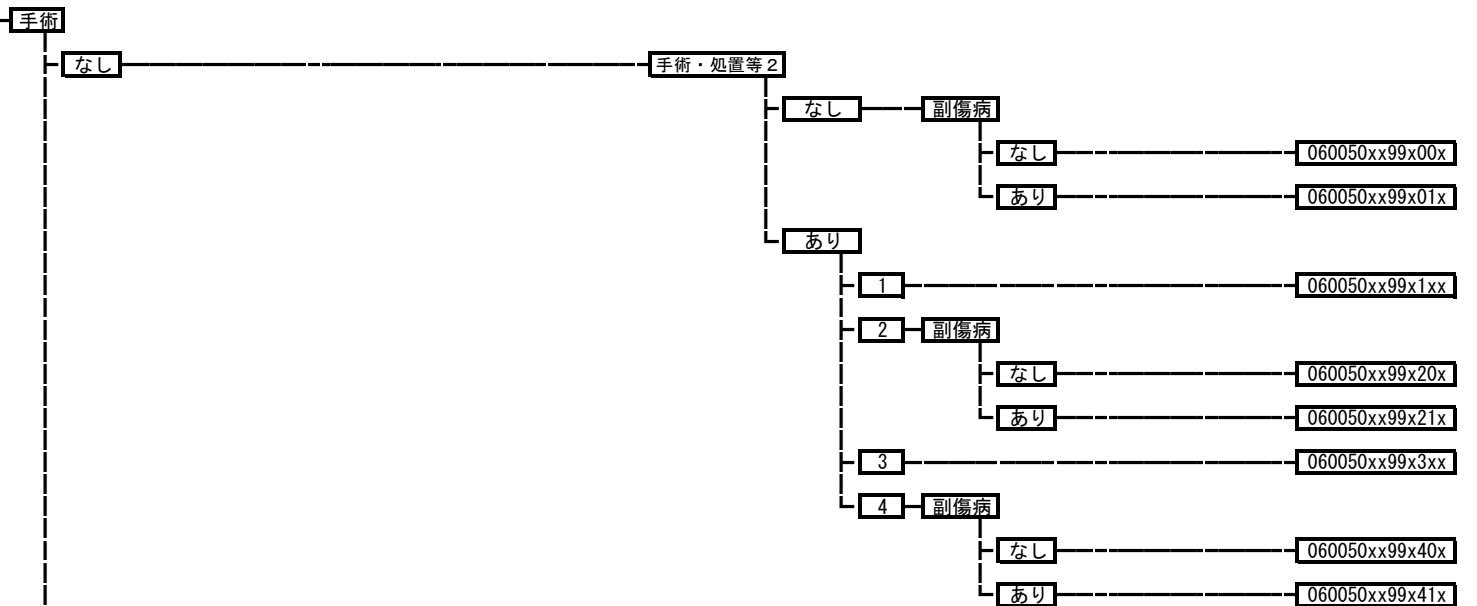 手術
なし 手術・処置等２
なし 副傷病
なし 060050xx99x00x
あり 060050xx99x01x
あり
1 060050xx99x1xx
2 副傷病
なし 060050xx99x20x
あり 060050xx99x21x
3 060050xx99x3xx
4 副傷病
なし 060050xx99x40x
あり 060050xx99x41x